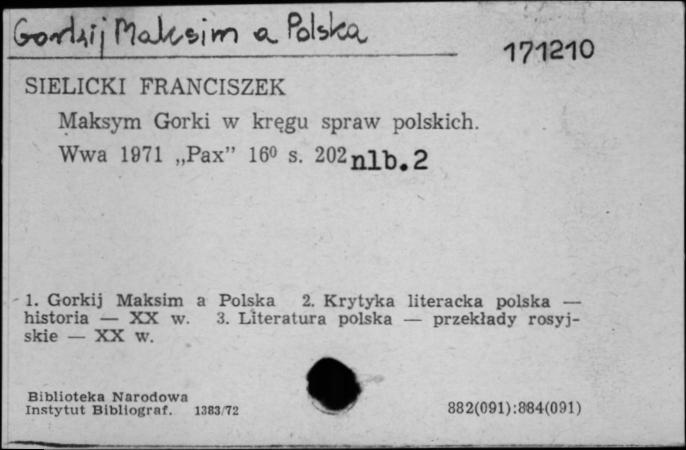 Gorkij Maksim a Polska
171210
SIELICKI FRANCISZEK
Maksym Gorki w kręgu spraw polskich.
Wwa 1971 „Pax” 16⁰ s. 202 nlb. 2
1. Gorkij Maksim a Polska 2. Krytyka literacka polska —
historia — XX w. 3. Literatura polska — przekłady rosyj-
skie — XX w.
Biblioteka Narodowa
Instytut Bibliograf. 1383/72
882(091):884(091)